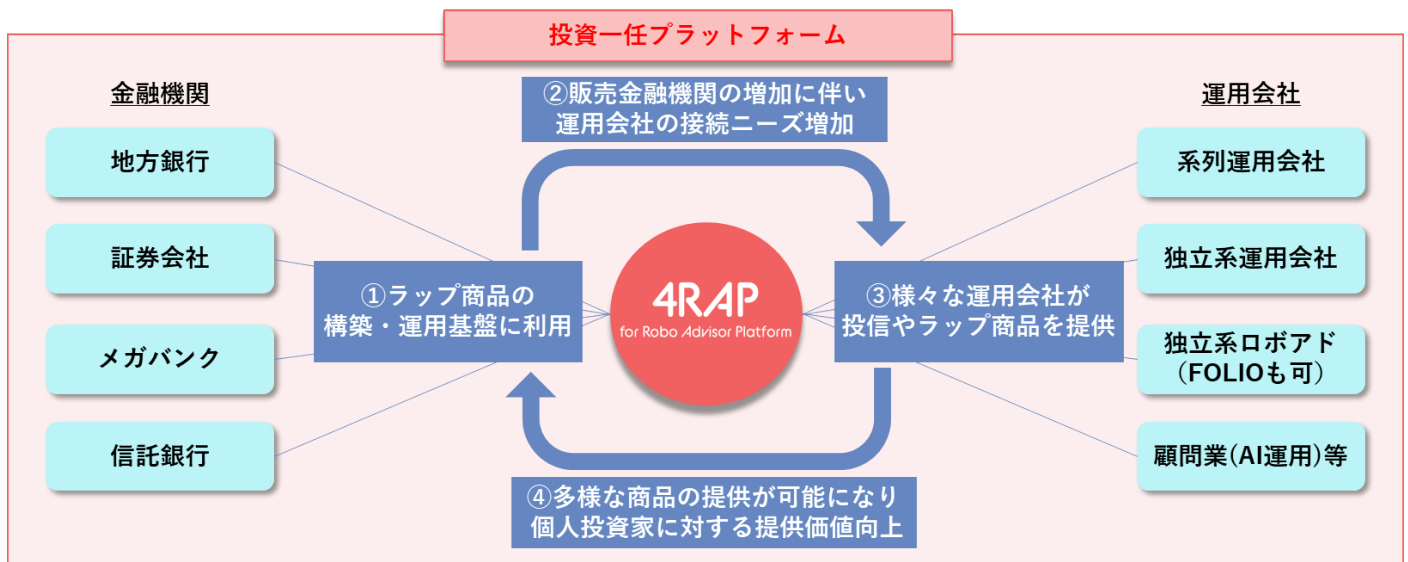 投資一任プラットフォーム
金融機関
地方銀行
証券会社
メガバンク
信託銀行
①ラップ商品の
構築・運用基盤に利用
②販売金融機関の増加に伴い
運用会社の接続ニーズ増加
4RAP
for Robo Advisor Platform
③様々な運用会社が
投信やラップ商品を提供
④多様な商品の提供が可能になり
個人投資家に対する提供価値向上
運用会社
系列運用会社
独立系運用会社
独立系ロボアド
(FOLIOも可)
顧問業(AI運用)等